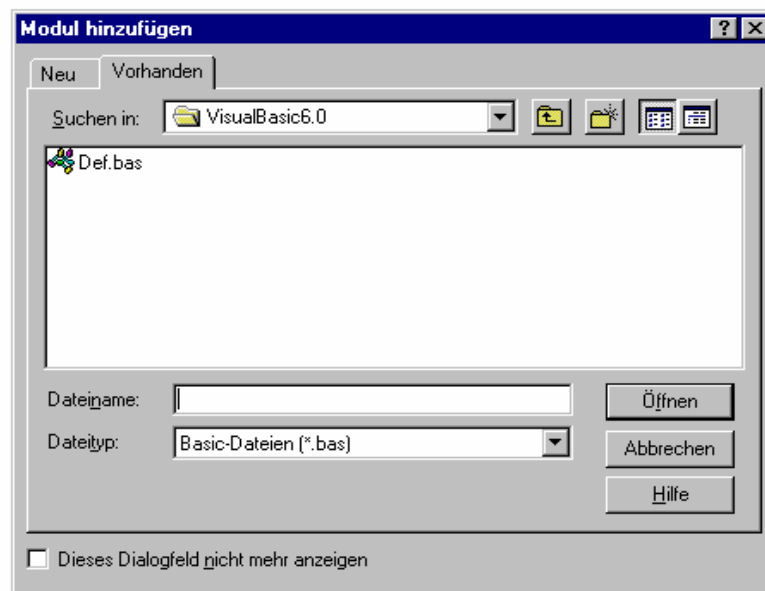 Modul hinzufügen
Neu Vorhanden
Suchen in: VisualBasic6.0
Def.bas
Dateiname: Öffnen
Dateityp: Basic-Dateien (*.bas) Abbrechen
Hilfe
Dieses Dialogfeld nicht mehr anzeigen